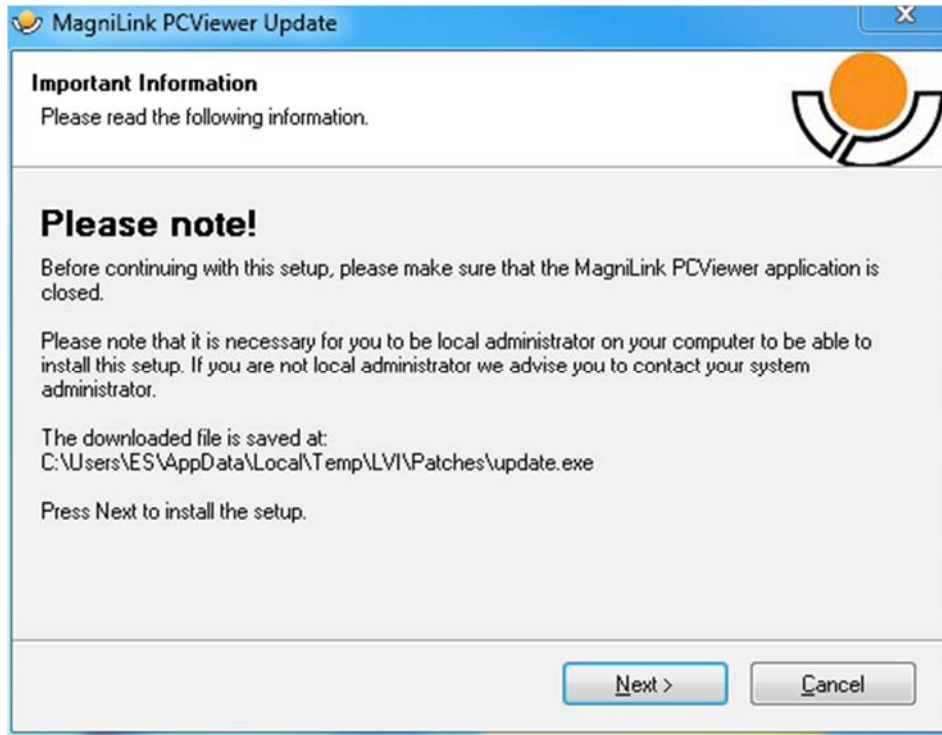 MagniLink PCViewer Update
X
Important Information
Please read the following information.
Please note!
Before continuing with this setup, please make sure that the MagniLink PCViewer application is
closed.
Please note that it is necessary for you to be local administrator on your computer to be able to
install this setup. If you are not local administrator we advise you to contact your system
administrator.
The downloaded file is saved at:
C:\Users\ES\AppData\Local\Temp\LVI\Patches\update.exe
Press Next to install the setup.
Next >
Cancel